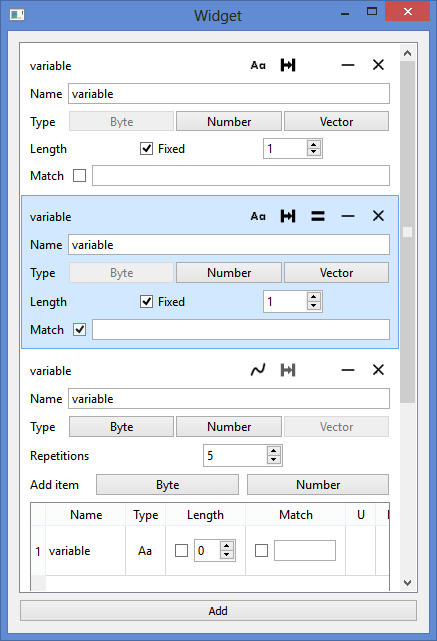 Widget
variable Aα
Name variable
Type Byte Number Vector
Length Fixed 1
Match
variable Aα
Name variable
Type Byte Number Vector
Length Fixed 1
Match
variable
Name variable
Type Byte Number Vector
Repetitions 5
Add item Byte Number
Name Type Length Match U
1 variable Aa 0
Add